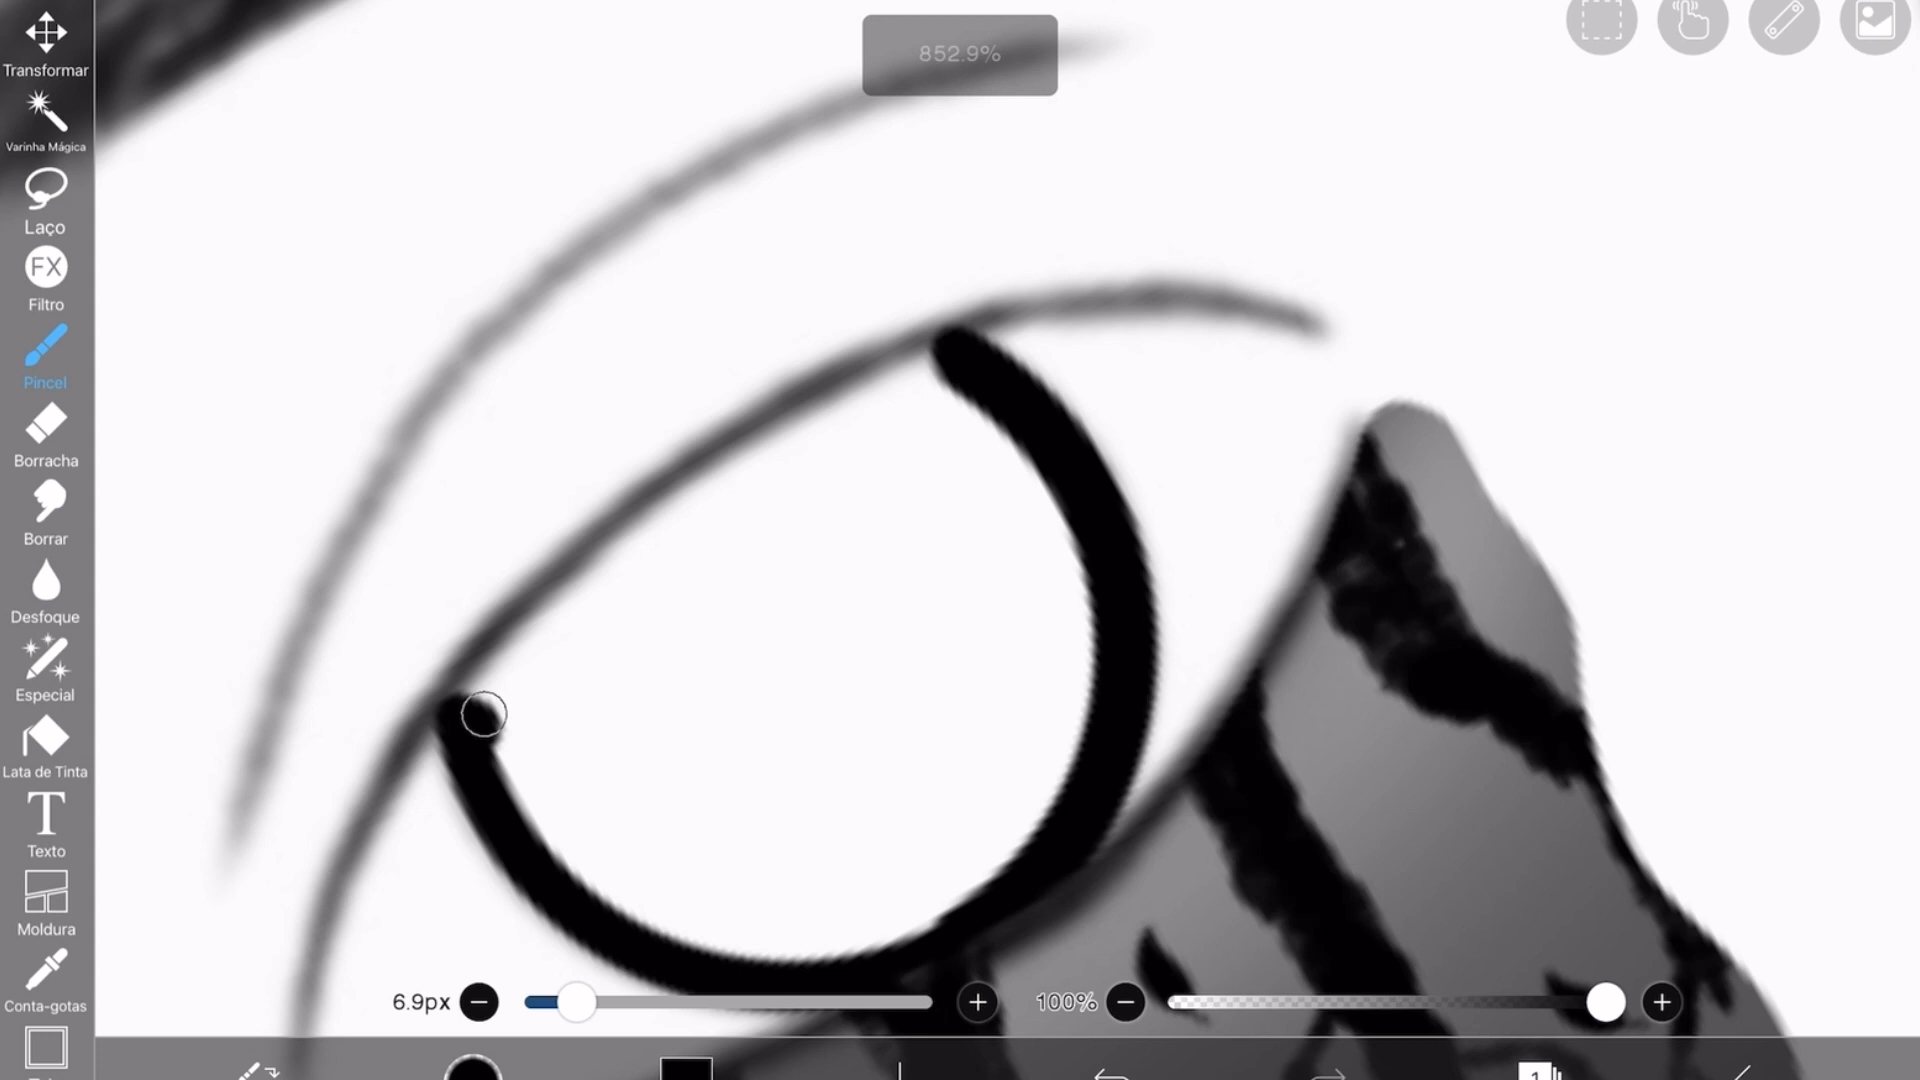 852.9%
Transformar
Varinha Mágica
Laço
FX
Filtro
Pincel
Borracha
Borrar
Desfoque
Especial
Lata de Tinta
T
Texto
Moldura
Conta-gotas
6.9px
100%
1